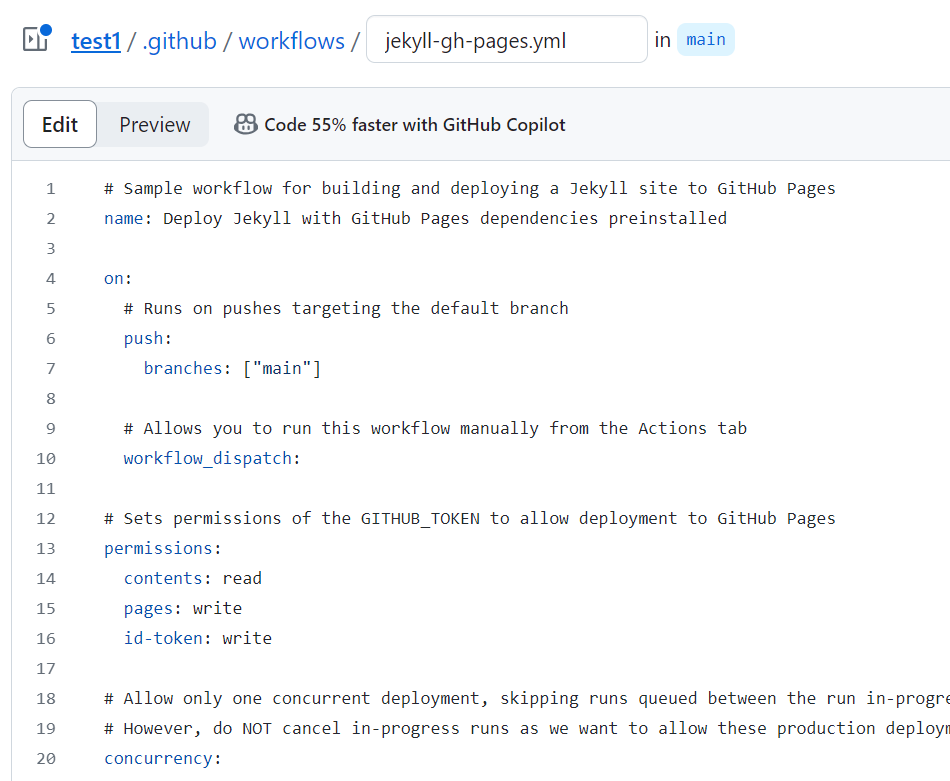 test1 / .github / workflows / jekyll-gh-pages.yml in main
Edit Preview Code 55% faster with GitHub Copilot
1 # Sample workflow for building and deploying a Jekyll site to GitHub Pages
2 name: Deploy Jekyll with GitHub Pages dependencies preinstalled
3
4 on:
5 # Runs on pushes targeting the default branch
6 push:
7 branches: ["main"]
8
9 # Allows you to run this workflow manually from the Actions tab
10 workflow_dispatch:
11
12 # Sets permissions of the GITHUB_TOKEN to allow deployment to GitHub Pages
13 permissions:
14 contents: read
15 pages: write
16 id-token: write
17
18 # Allow only one concurrent deployment, skipping runs queued between the run in-progre
19 # However, do NOT cancel in-progress runs as we want to allow these production deploym
20 concurrency: